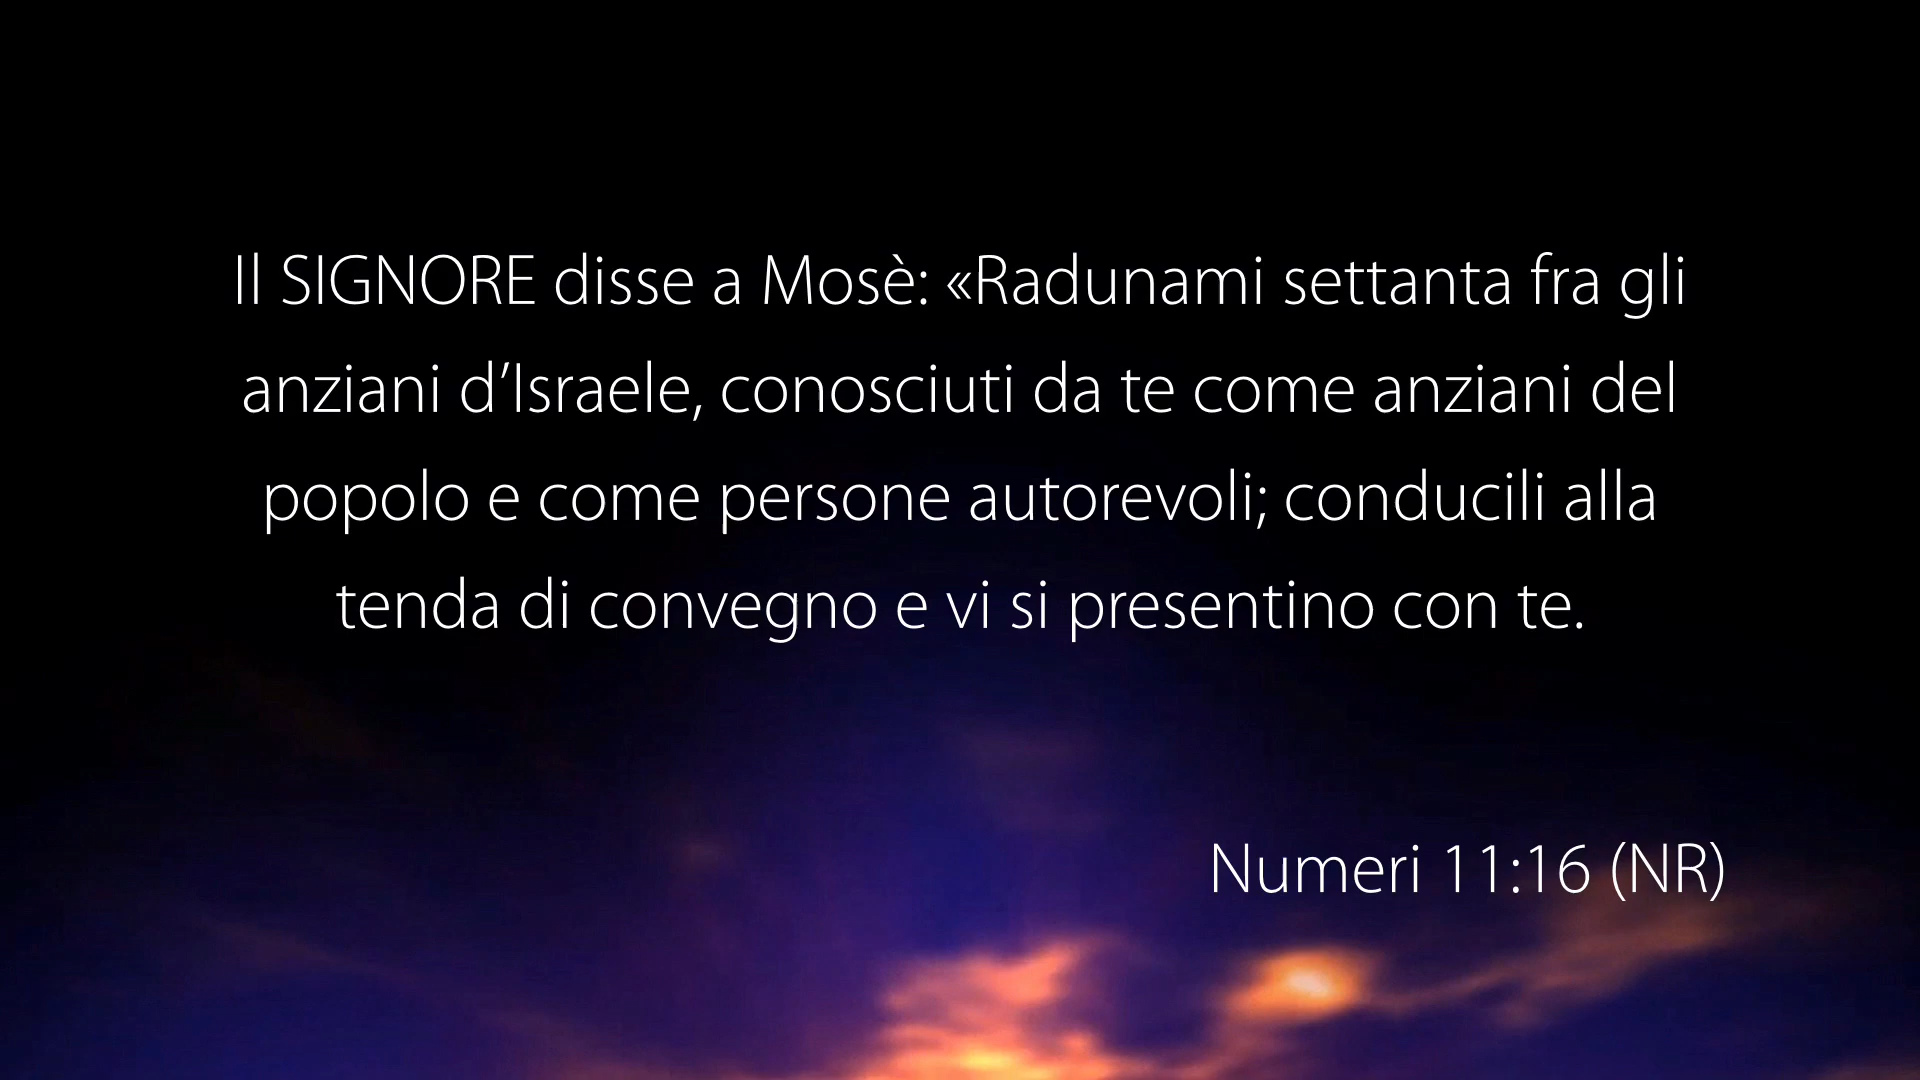 Il SIGNORE disse a Mosè: «Radunami settanta fra gli
anziani d’Israele, conosciuti da te come anziani del
popolo e come persone autorevoli; conducili alla
tenda di convegno e vi si presentino con te.
Numeri 11:16 (NR)